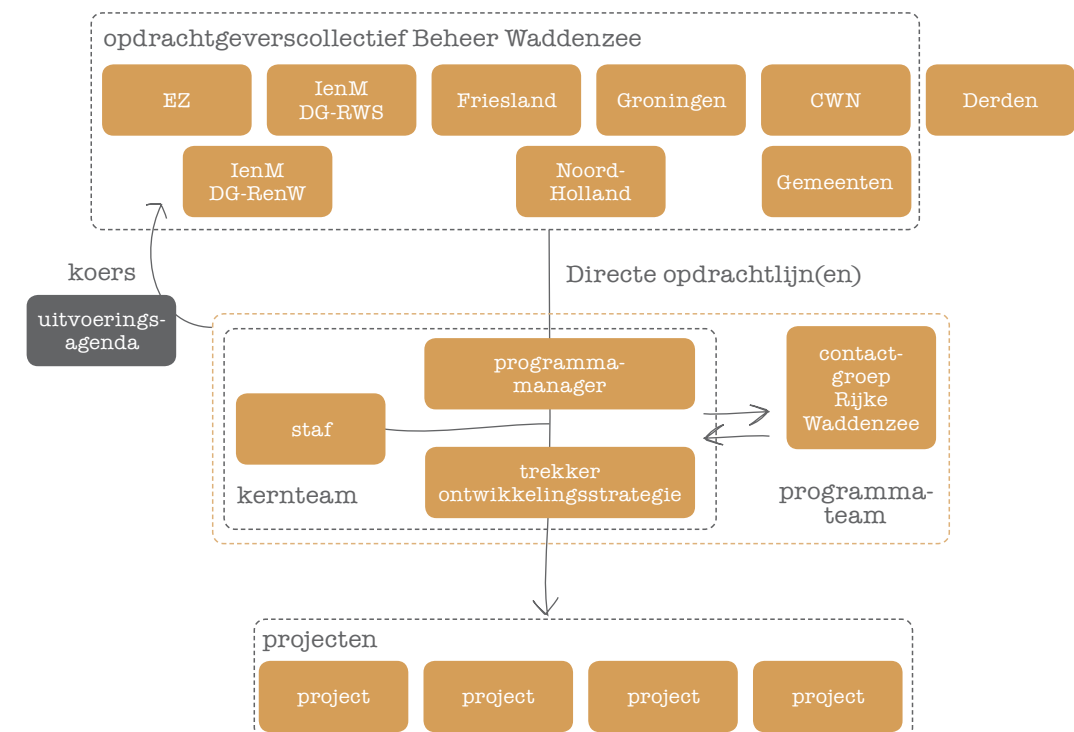 opdrachtgeverscollectief Beheer Waddenzee
EZ
IenM
DG-RWS
Friesland
Groningen
CWN
Derden
IenM
DG-RenW
Noord-
Holland
Gemeenten
koers
Directe opdrachtlijn(en)
uitvoerings-
agenda
programma-
manager
contact-
groep
Rijke
Waddenzee
staf
trekker
ontwikkelingsstrategie
kernteam
programma-
team
projecten
project
project
project
project